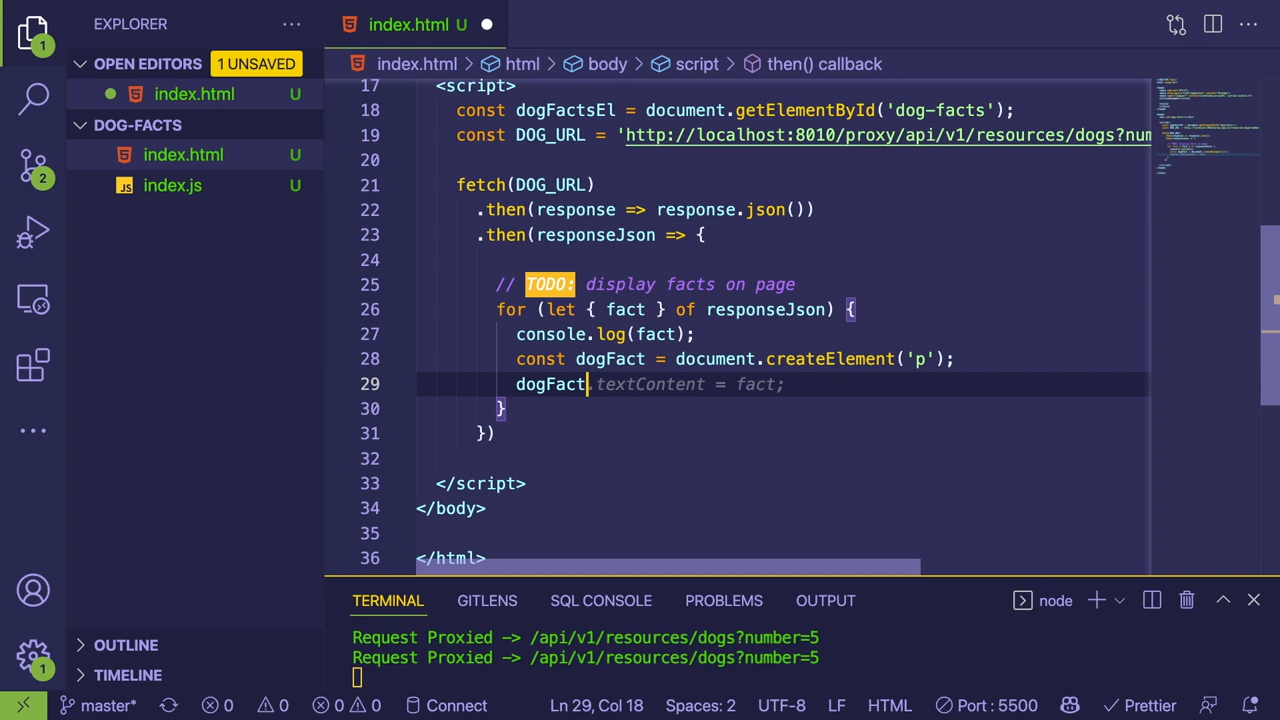 EXPLORER
index.html U
OPEN EDITORS
1 UNSAVED
index.html U
DOG-FACTS
index.html U
JS index.js U
OUTLINE
TIMELINE
1
2
1
index.html > html > body > script > then() callback
17 <script>
18 const dogFactsEl = document.getElementById('dog-facts');
19 const DOG_URL = 'http://localhost:8010/proxy/api/v1/resources/dogs?num
20
21 fetch(DOG_URL)
22 .then(response => response.json())
23 .then(responseJson => {
24
25 // TODO: display facts on page
26 for (let { fact } of responseJson) {
27 console.log(fact);
28 const dogFact = document.createElement('p');
29 dogFact.textContent = fact;
30 }
31 })
32
33 </script>
34 </body>
35
36 </html>
TERMINAL GITLENS SQL CONSOLE PROBLEMS OUTPUT node
Request Proxied -> /api/v1/resources/dogs?number=5
Request Proxied -> /api/v1/resources/dogs?number=5
master* 0 0 0 0 Connect Ln 29, Col 18 Spaces: 2 UTF-8 LF HTML Port : 5500 Prettier